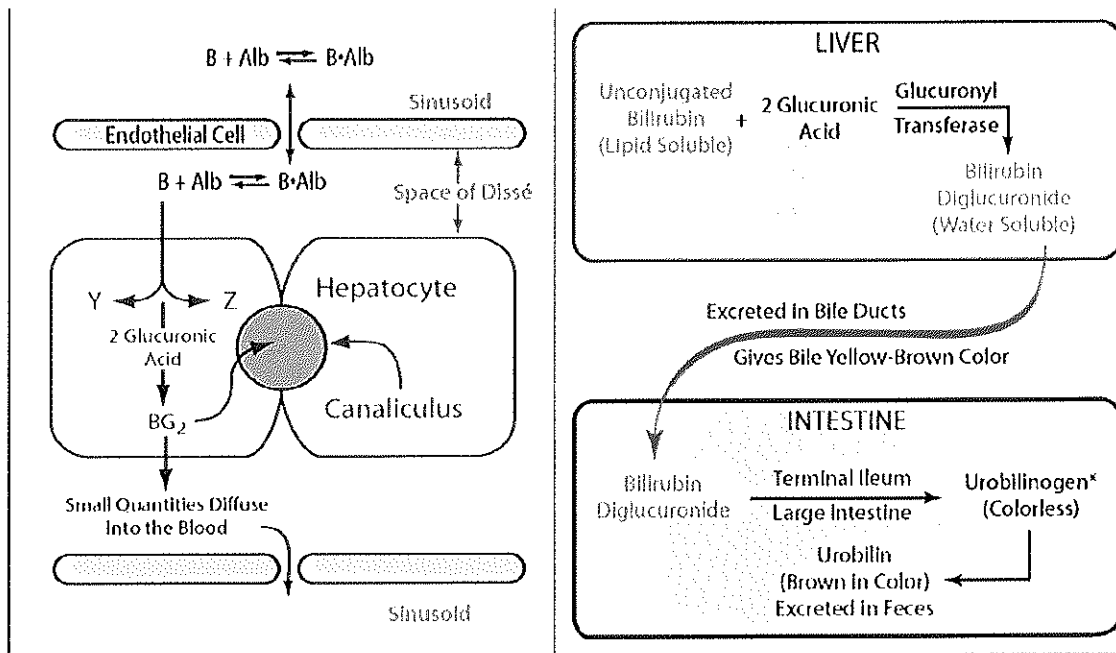 B + Alb ⇌ B•Alb
Sinusoid
Endothelial Cell
B + Alb ⇌ B•Alb
Space of Dissé
Hepatocyte
Y
Z
2 Glucuronic
Acid
BG₂
Canaliculus
Small Quantities Diffuse
Into the Blood
Sinusoid
LIVER
Unconjugated
Bilirubin
(Lipid Soluble)
+
2 Glucuronic
Acid
Glucuronyl
Transferase
Bilirubin
Diglucuronide
(Water Soluble)
Excreted in Bile Ducts
Gives Bile Yellow-Brown Color
INTESTINE
Bilirubin
Diglucuronide
Terminal Ileum
Large Intestine
Urobilinogen*
(Colorless)
Urobilin
(Brown in Color)
Excreted in Feces